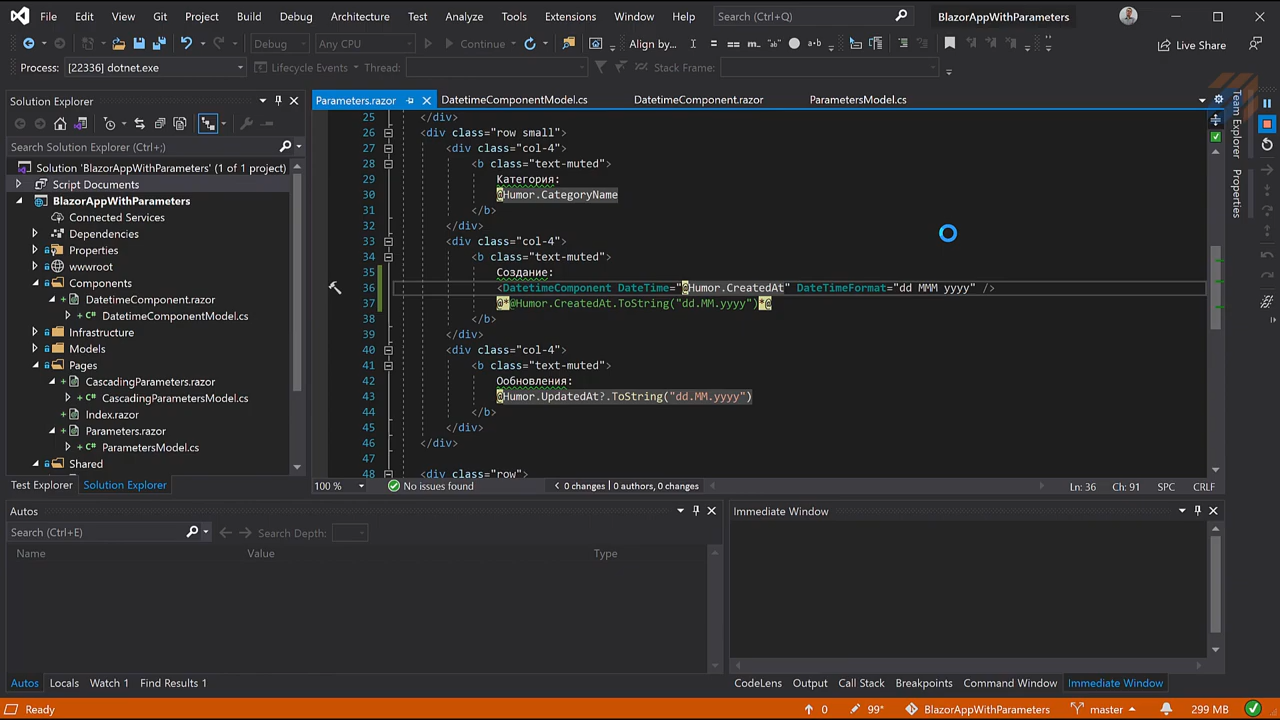 File Edit View Git Project Build Debug Architecture Test Analyze Tools Extensions Window Help Search (Ctrl+Q) BlazorAppWithParameters
Debug Any CPU Continue Align by... Live Share
Process: [22336] dotnet.exe Lifecycle Events Thread: Stack Frame:
Solution Explorer
Search Solution Explorer (Ctrl+;)
Solution 'BlazorAppWithParameters' (1 of 1 project)
Script Documents
BlazorAppWithParameters
Connected Services
Dependencies
Properties
wwwroot
Components
DatetimeComponent.razor
DatetimeComponentModel.cs
Infrastructure
Models
Pages
CascadingParameters.razor
CascadingParametersModel.cs
Index.razor
Parameters.razor
ParametersModel.cs
Shared
Test Explorer Solution Explorer
Parameters.razor DatetimeComponentModel.cs DatetimeComponent.razor ParametersModel.cs
25 </div>
26 <div class="row small">
27 <div class="col-4">
28 <b class="text-muted">
29 Категория:
30 @Humor.CategoryName
31 </b>
32 </div>
33 <div class="col-4">
34 <b class="text-muted">
35 Создание:
36 <DatetimeComponent DateTime="@Humor.CreatedAt" DateTimeFormat="dd MMM yyyy" />
37 @*@Humor.CreatedAt.ToString("dd.MM.yyyy")*@
38 </b>
39 </div>
40 <div class="col-4">
41 <b class="text-muted">
42 Ообновления:
43 @Humor.UpdatedAt?.ToString("dd.MM.yyyy")
44 </b>
45 </div>
46 </div>
48 <div class="row">
100 % No issues found 0 changes | 0 authors, 0 changes Ln: 36 Ch: 91 SPC CRLF
Team Explorer
Properties
Autos
Search (Ctrl+E) Search Depth:
Name Value Type
Autos Locals Watch 1 Find Results 1
Immediate Window
CodeLens Output Call Stack Breakpoints Command Window Immediate Window
Ready 0 99* BlazorAppWithParameters master 299 MB